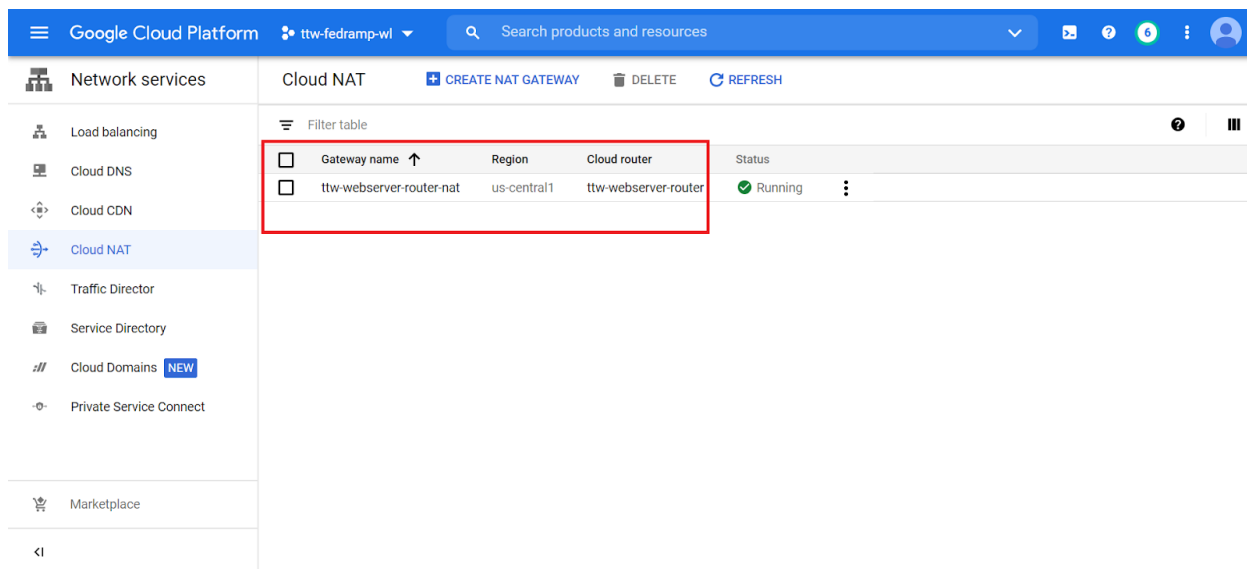 Google Cloud Platform ttw-fedramp-wl Search products and resources 6
Network services
Cloud NAT CREATE NAT GATEWAY DELETE REFRESH
Load balancing
Cloud DNS
Cloud CDN
Cloud NAT
Traffic Director
Service Directory
Cloud Domains NEW
Private Service Connect
Marketplace
Filter table
Gateway name Region Cloud router Status
ttw-webserver-router-nat us-central1 ttw-webserver-router Running